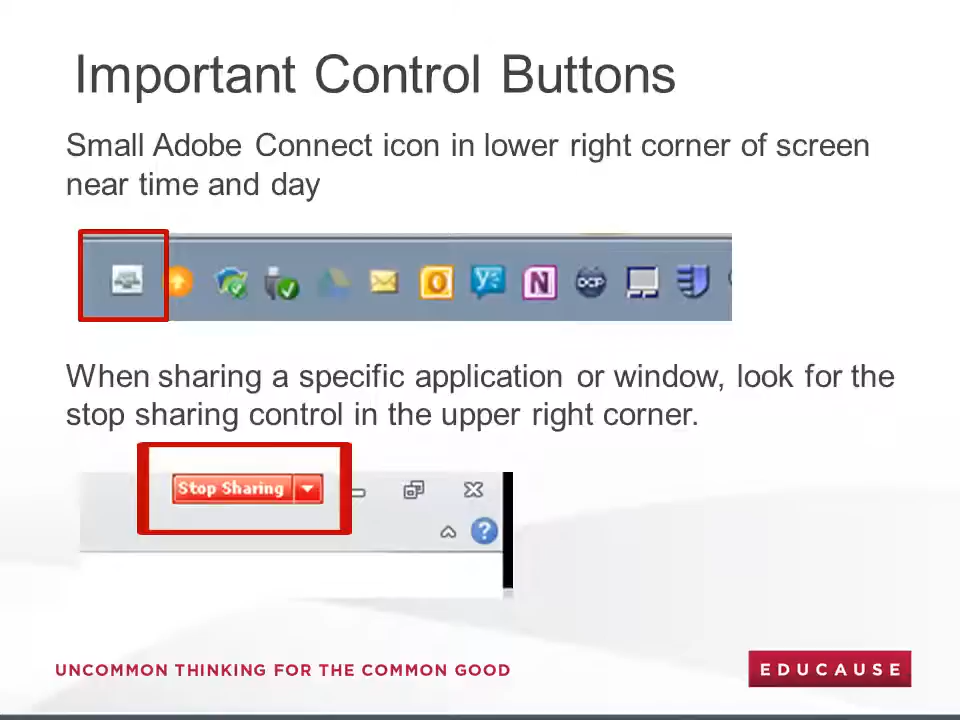 Important Control Buttons
Small Adobe Connect icon in lower right corner of screen
near time and day
DCP
When sharing a specific application or window, look for the
stop sharing control in the upper right corner.
Stop Sharing
UNCOMMON THINKING FOR THE COMMON GOOD
EDUCAUSE